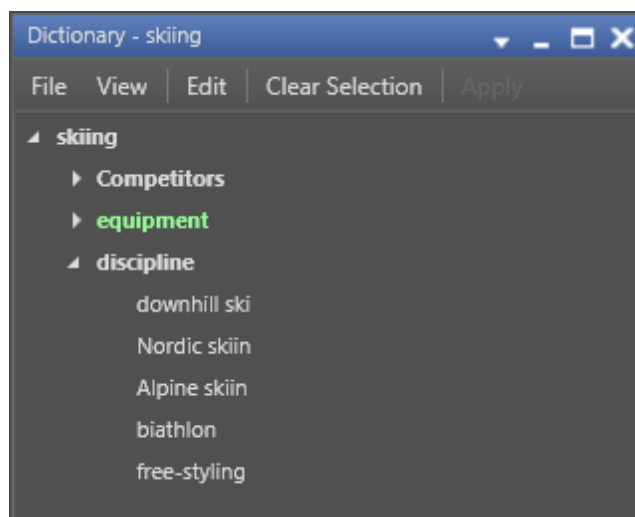 Dictionary - skiing
File View Edit Clear Selection Apply
skiing
Competitors
equipment
discipline
downhill ski
Nordic skiin
Alpine skiin
biathlon
free-styling